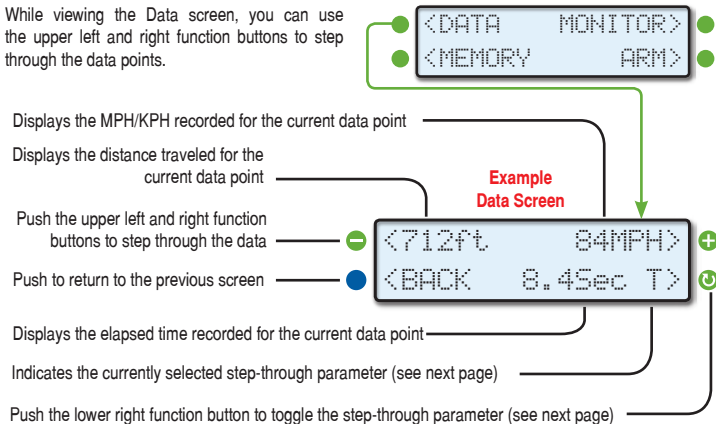 While viewing the Data screen, you can use
the upper left and right function buttons to step
through the data points.
<DATA MONITOR>
<MEMORY ARM>
Displays the MPH/KPH recorded for the current data point
Displays the distance traveled for the
current data point
Example
Data Screen
Push the upper left and right function
buttons to step through the data
<712ft 84MPH>
Push to return to the previous screen
<BACK 8.4Sec T>
Displays the elapsed time recorded for the current data point
Indicates the currently selected step-through parameter (see next page)
Push the lower right function button to toggle the step-through parameter (see next page)